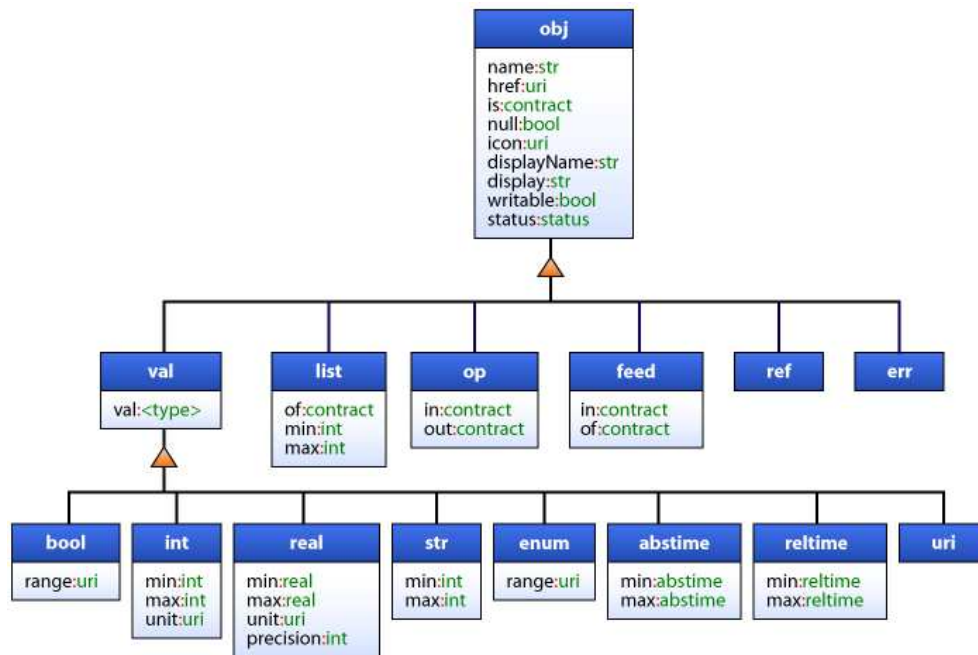 obj
name:str
href:uri
is:contract
null:bool
icon:uri
displayName:str
display:str
writable:bool
status:status
val
val:<type>
list
of:contract
min:int
max:int
op
in:contract
out:contract
feed
in:contract
of:contract
ref
err
bool
range:uri
int
min:int
max:int
unit:uri
real
min:real
max:real
unit:uri
precision:int
str
min:int
max:int
enum
range:uri
abstime
min:abstime
max:abstime
reltime
min:reltime
max:reltime
uri